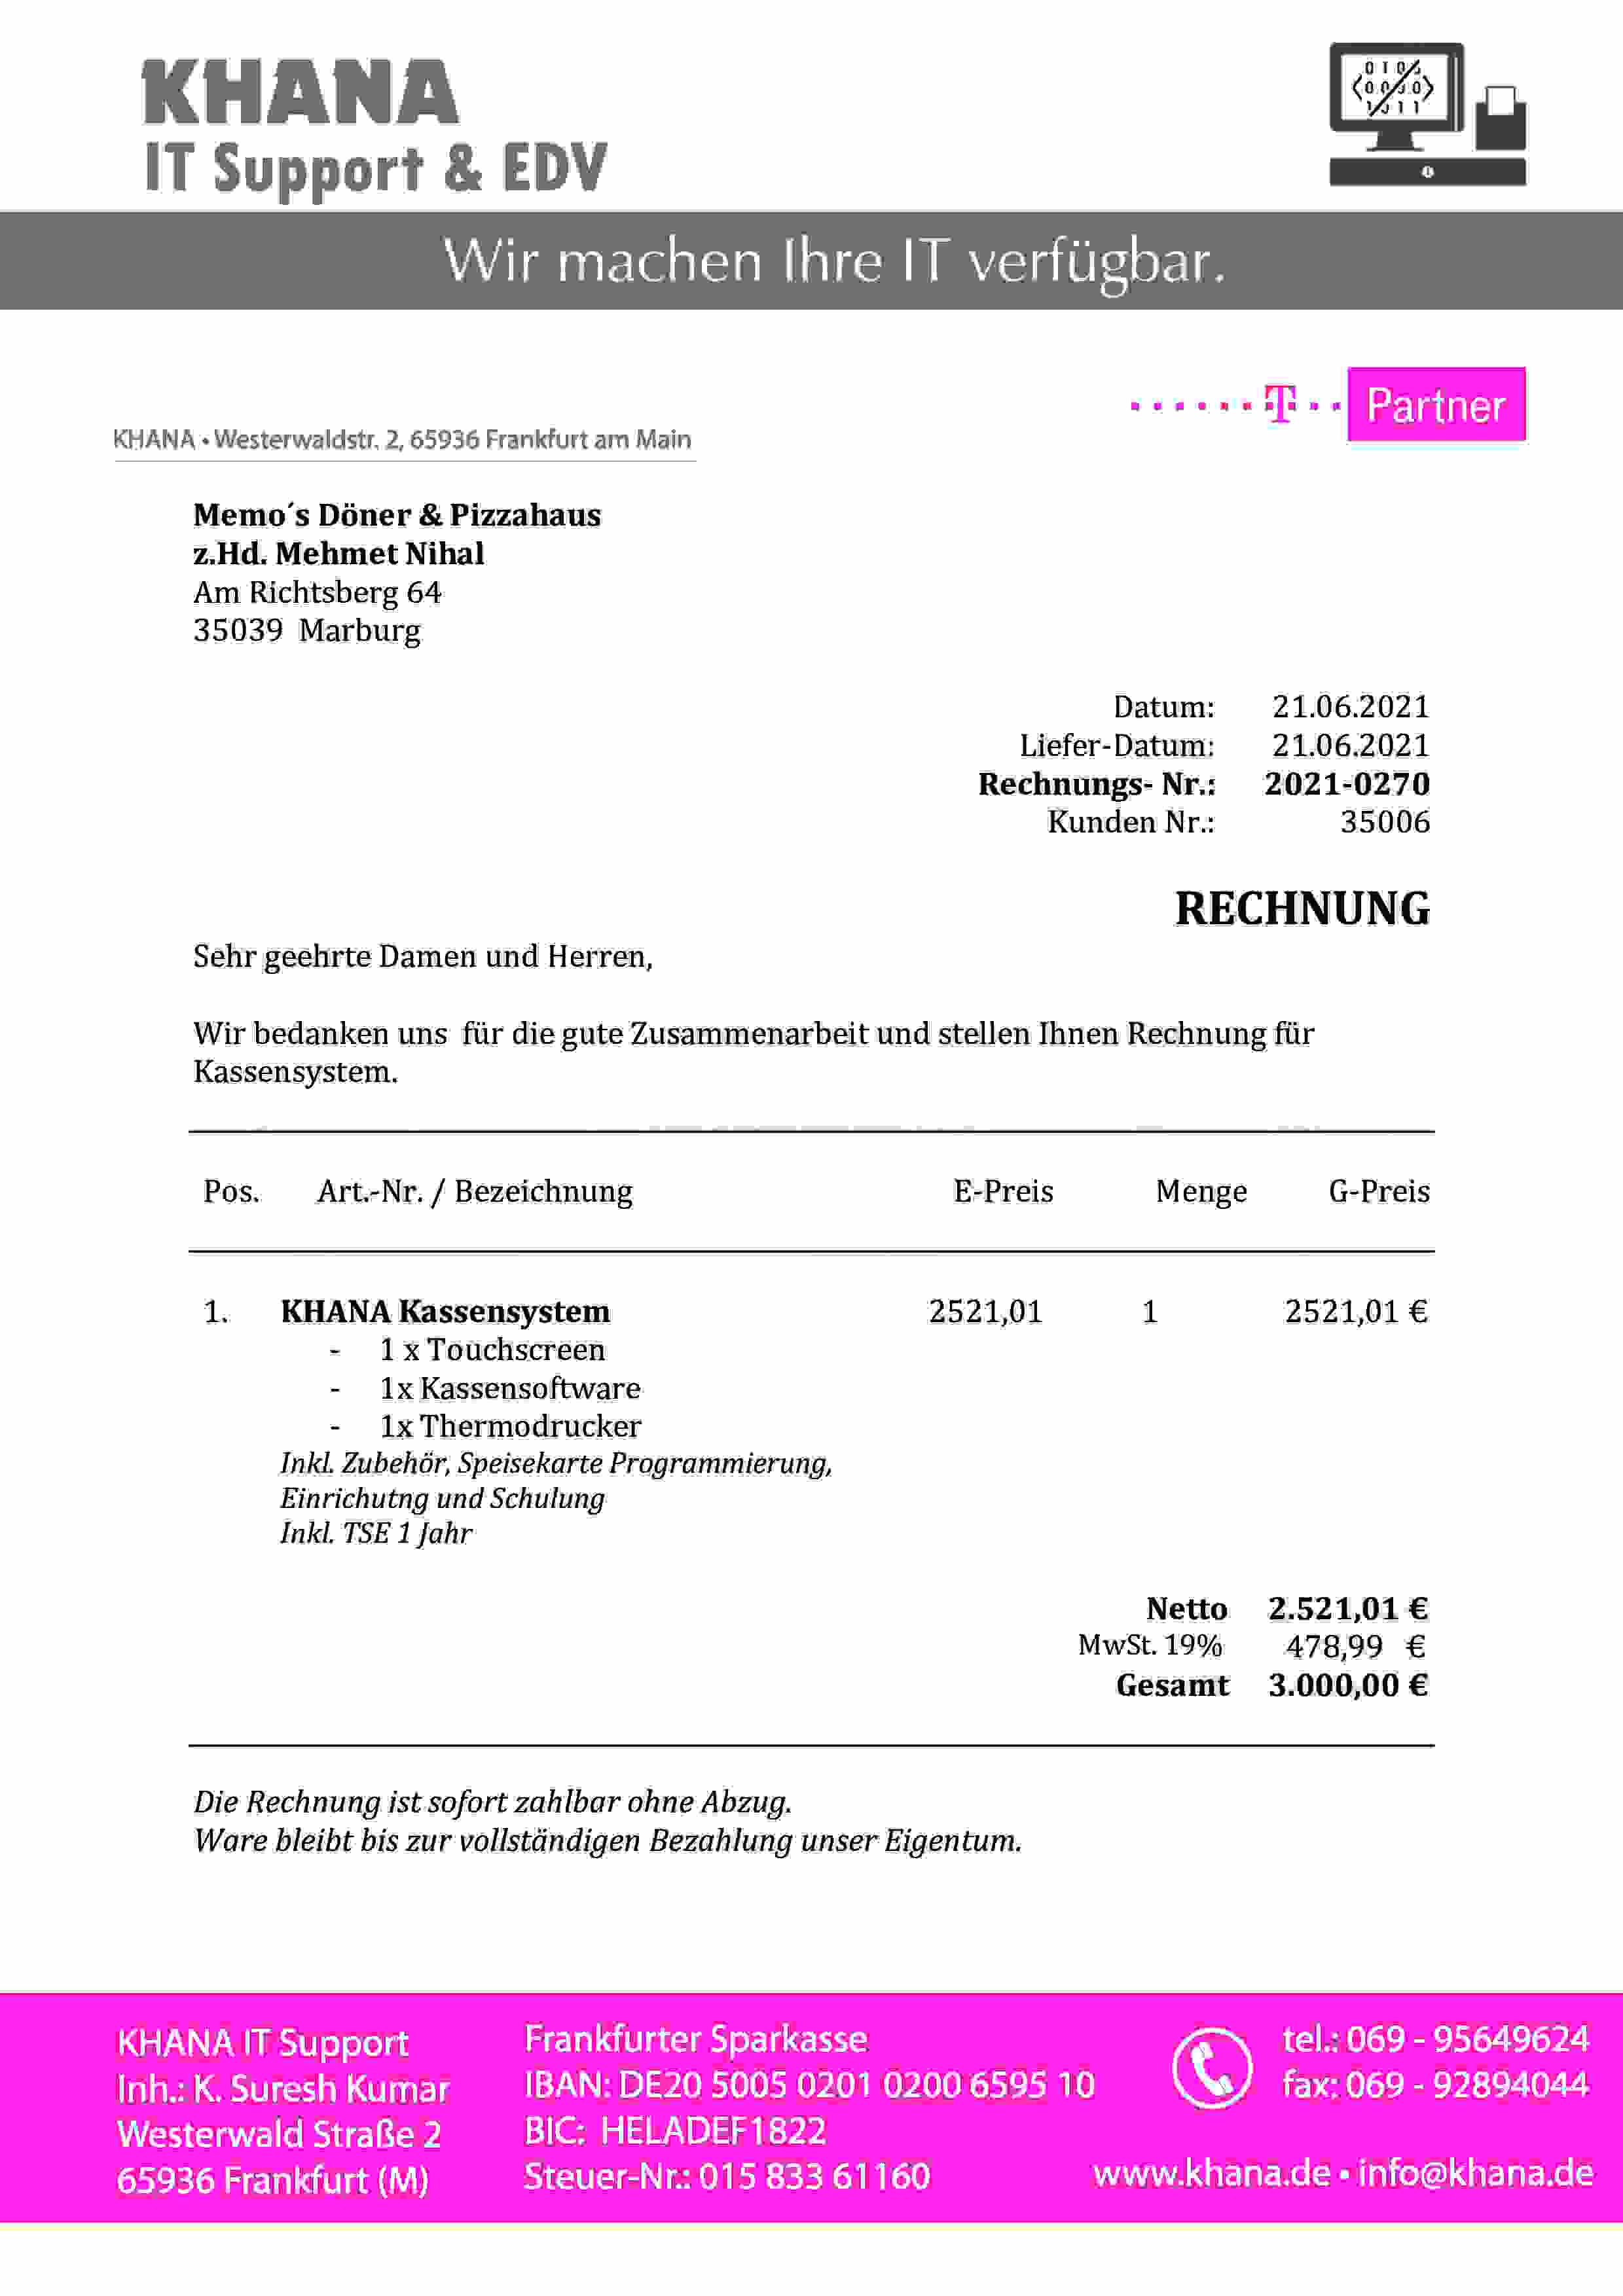 KHANA
IT Support & EDV
Wir machen Ihre IT verfügbar.
T Partner
KHANA • Westerwaldstr. 2, 65936 Frankfurt am Main
Memo´s Döner & Pizzahaus
z.Hd. Mehmet Nihal
Am Richtsberg 64
35039 Marburg
Datum: 21.06.2021
Liefer-Datum: 21.06.2021
Rechnungs- Nr.: 2021-0270
Kunden Nr.: 35006
RECHNUNG
Sehr geehrte Damen und Herren,
Wir bedanken uns für die gute Zusammenarbeit und stellen Ihnen Rechnung für
Kassensystem.
Pos. Art.-Nr. / Bezeichnung E-Preis Menge G-Preis
1. KHANA Kassensystem 2521,01 1 2521,01 €
- 1 x Touchscreen
- 1x Kassensoftware
- 1x Thermodrucker
Inkl. Zubehör, Speisekarte Programmierung,
Einrichutng und Schulung
Inkl. TSE 1 Jahr
Netto 2.521,01 €
MwSt. 19% 478,99 €
Gesamt 3.000,00 €
Die Rechnung ist sofort zahlbar ohne Abzug.
Ware bleibt bis zur vollständigen Bezahlung unser Eigentum.
KHANA IT Support
Inh.: K. Suresh Kumar
Westerwald Straße 2
65936 Frankfurt (M)
Frankfurter Sparkasse
IBAN: DE20 5005 0201 0200 6595 10
BIC: HELADEF1822
Steuer-Nr.: 015 833 61160
tel.: 069 - 95649624
fax: 069 - 92894044
www.khana.de • info@khana.de